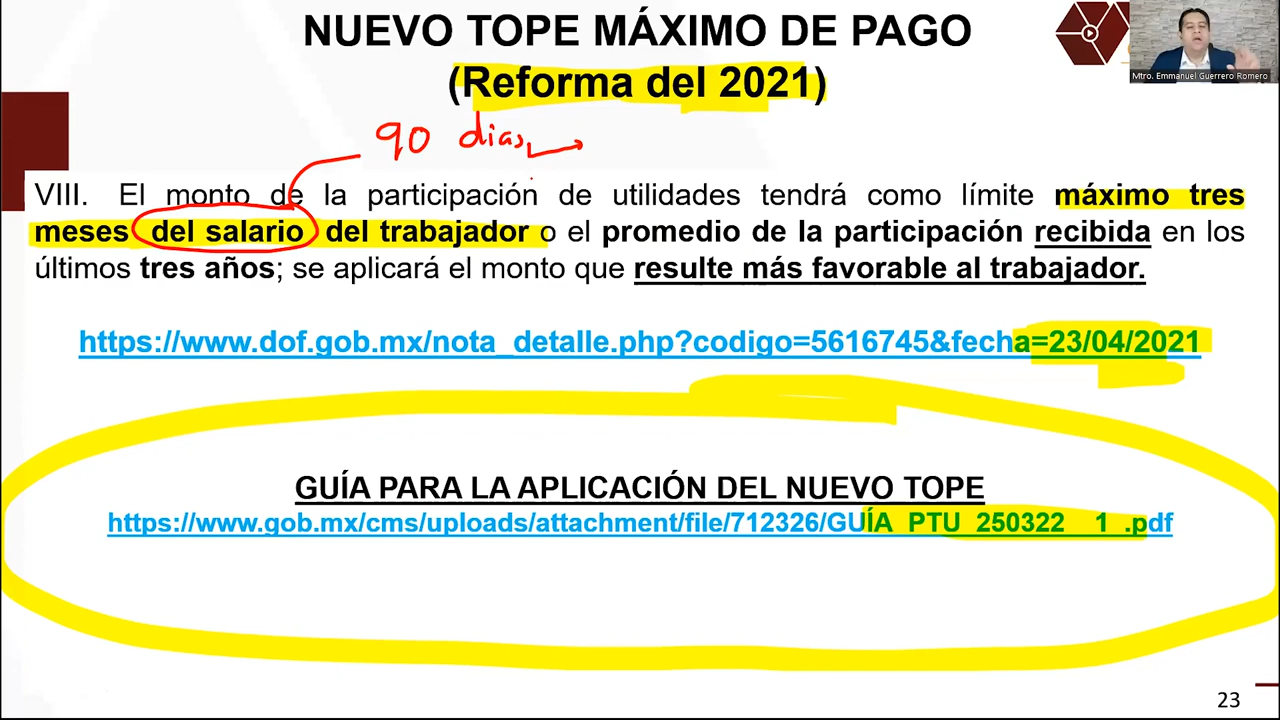 NUEVO TOPE MÁXIMO DE PAGO
(Reforma del 2021)
Mtro. Emmanuel Guerrero Romero
90 dias
VIII. El monto de la participación de utilidades tendrá como límite máximo tres
meses del salario del trabajador o el promedio de la participación recibida en los
últimos tres años; se aplicará el monto que resulte más favorable al trabajador.
https://www.dof.gob.mx/nota_detalle.php?codigo=5616745&fecha=23/04/2021
GUÍA PARA LA APLICACIÓN DEL NUEVO TOPE
https://www.gob.mx/cms/uploads/attachment/file/712326/GUÍA_PTU_250322__1_.pdf
23